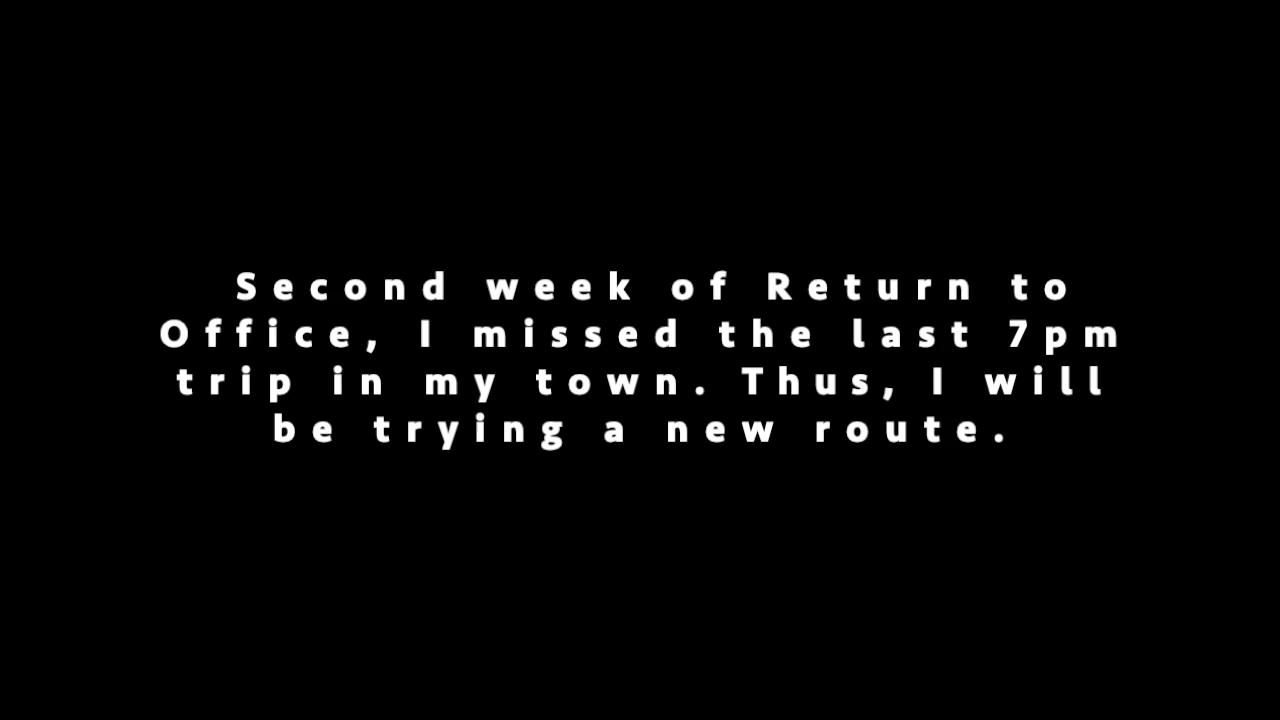 Second week of Return to
Office, I missed the last 7pm
trip in my town. Thus, I will
be trying a new route.